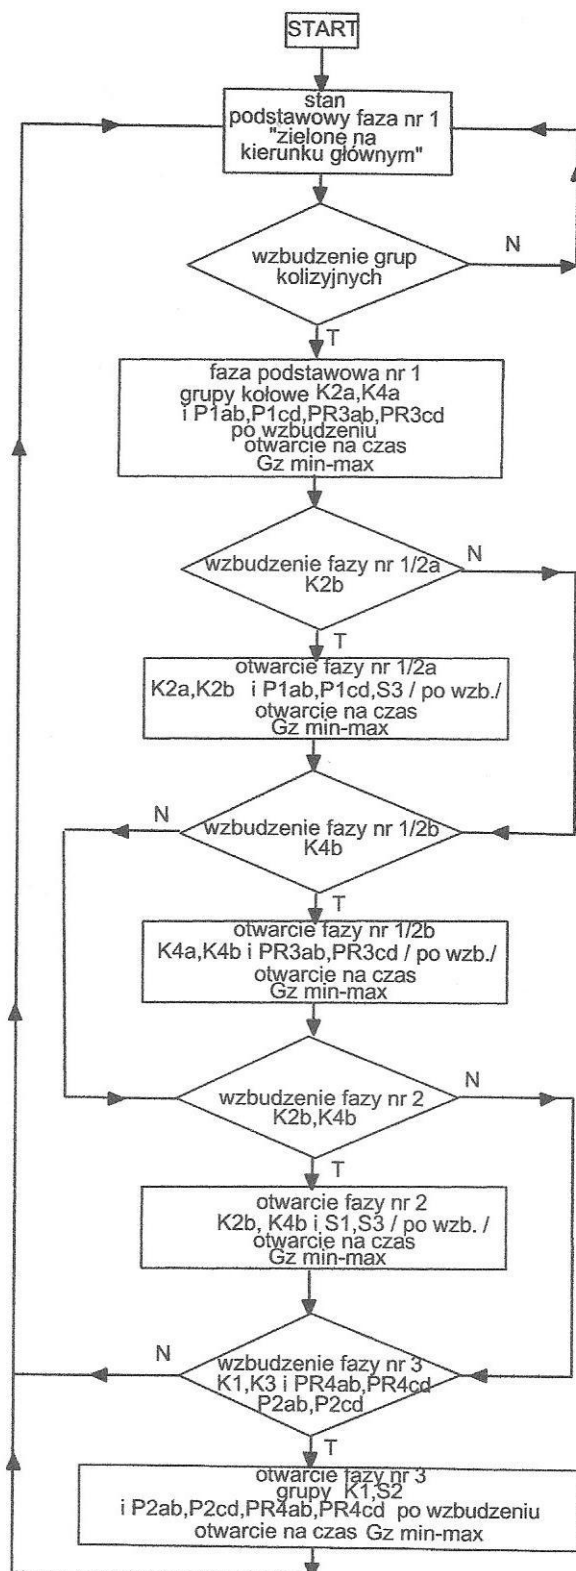 START
stan
podstawowy faza nr 1
"zielone na
kierunku głównym"
wzbudzenie grup
kolizyjnych
N
T
faza podstawowa nr 1
grupy kołowe K2a,K4a
i P1ab,P1cd,PR3ab,PR3cd
po wzbudzeniu
otwarcie na czas
Gz min-max
wzbudzenie fazy nr 1/2a
K2b
N
T
otwarcie fazy nr 1/2a
K2a,K2b i P1ab,P1cd,S3 / po wzb./
otwarcie na czas
Gz min-max
N
wzbudzenie fazy nr 1/2b
K4b
T
otwarcie fazy nr 1/2b
K4a,K4b i PR3ab,PR3cd / po wzb./
otwarcie na czas
Gz min-max
wzbudzenie fazy nr 2
K2b,K4b
N
T
otwarcie fazy nr 2
K2b, K4b i S1,S3 / po wzb. /
otwarcie na czas
Gz min-max
N
wzbudzenie fazy nr 3
K1,K3 i PR4ab,PR4cd
P2ab,P2cd
T
otwarcie fazy nr 3
grupy K1,S2
i P2ab,P2cd,PR4ab,PR4cd po wzbudzeniu
otwarcie na czas Gz min-max